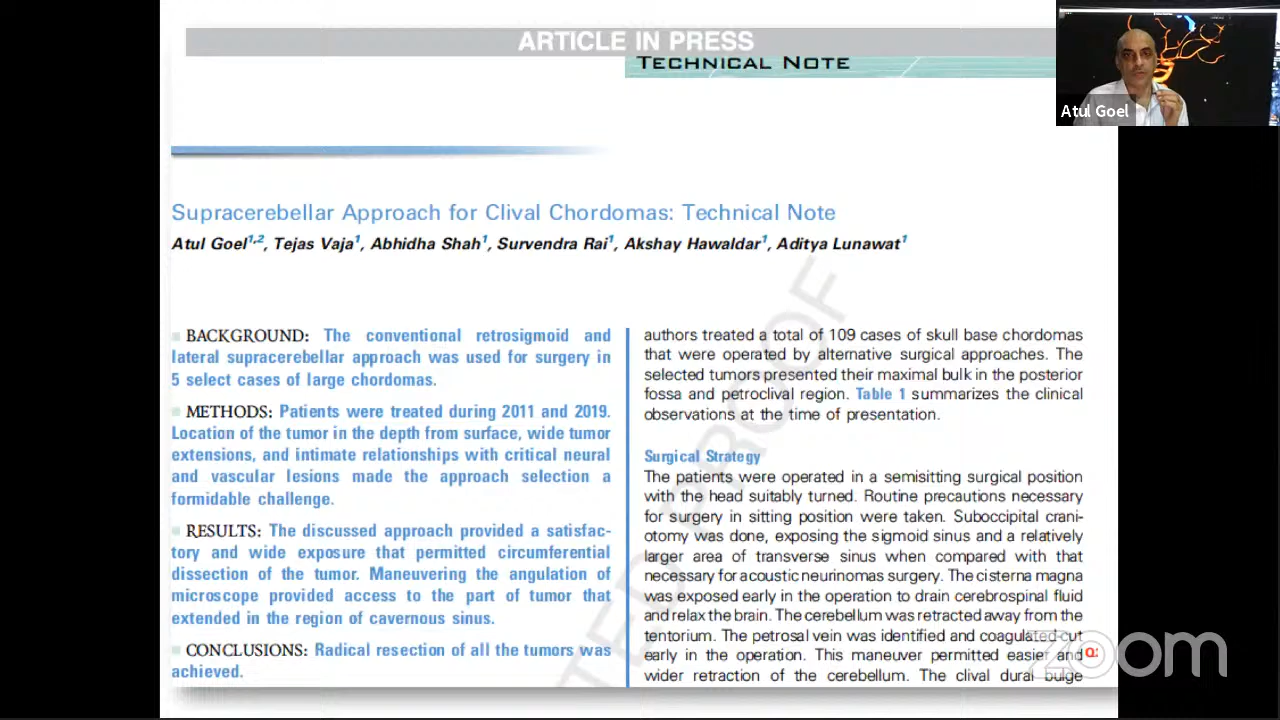 ARTICLE IN PRESS
TECHNICAL NOTE
Atul Goel
Supracerebellar Approach for Clival Chordomas: Technical Note
Atul Goel1,2, Tejas Vaja1, Abhidha Shah1, Survendra Rai1, Akshay Hawaldar1, Aditya Lunawat1
BACKGROUND: The conventional retrosigmoid and
lateral supracerebellar approach was used for surgery in
5 select cases of large chordomas.
METHODS: Patients were treated during 2011 and 2019.
Location of the tumor in the depth from surface, wide tumor
extensions, and intimate relationships with critical neural
and vascular lesions made the approach selection a
formidable challenge.
RESULTS: The discussed approach provided a satisfac-
tory and wide exposure that permitted circumferential
dissection of the tumor. Maneuvering the angulation of
microscope provided access to the part of tumor that
extended in the region of cavernous sinus.
CONCLUSIONS: Radical resection of all the tumors was
achieved.
authors treated a total of 109 cases of skull base chordomas
that were operated by alternative surgical approaches. The
selected tumors presented their maximal bulk in the posterior
fossa and petroclival region. Table 1 summarizes the clinical
observations at the time of presentation.
Surgical Strategy
The patients were operated in a semisitting surgical position
with the head suitably turned. Routine precautions necessary
for surgery in sitting position were taken. Suboccipital crani-
otomy was done, exposing the sigmoid sinus and a relatively
larger area of transverse sinus when compared with that
necessary for acoustic neurinomas surgery. The cisterna magna
was exposed early in the operation to drain cerebrospinal fluid
and relax the brain. The cerebellum was retracted away from the
tentorium. The petrosal vein was identified and coagulated-cut
early in the operation. This maneuver permitted easier and
wider retraction of the cerebellum. The clival dural bulge
TED PROOF
zoom